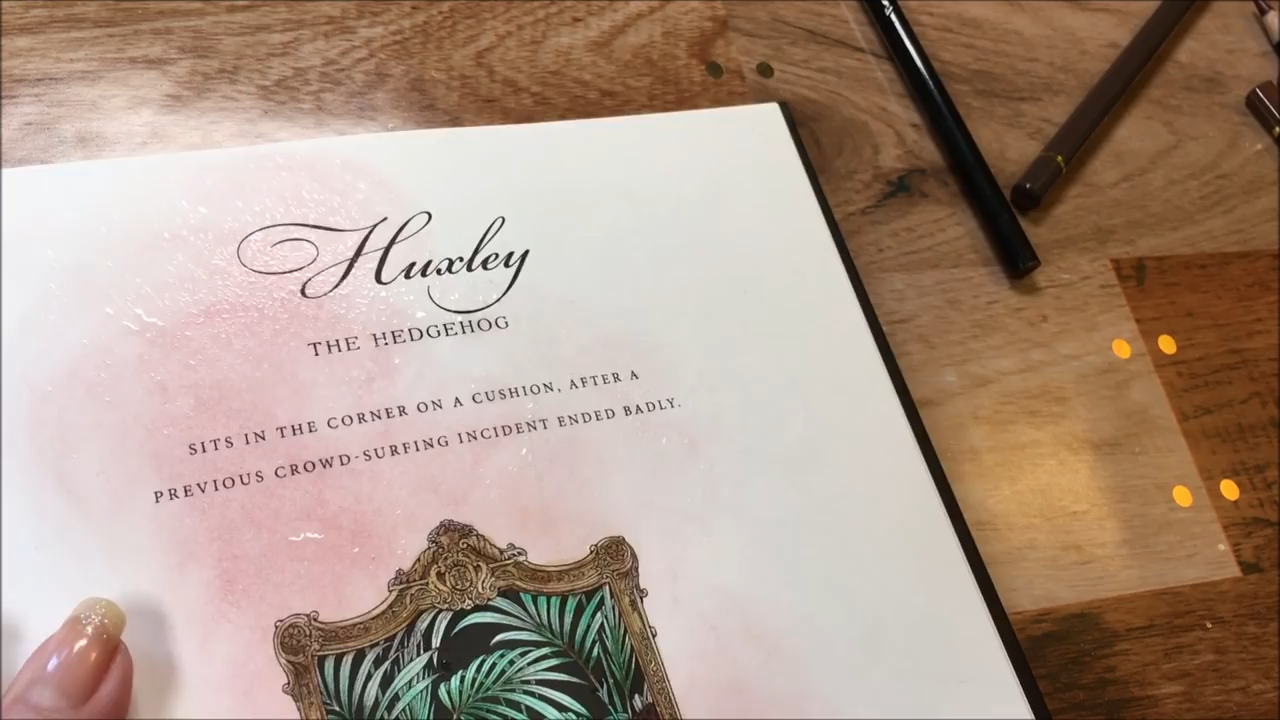 Huxley
THE HEDGEHOG
SITS IN THE CORNER ON A CUSHION, AFTER A
PREVIOUS CROWD-SURFING INCIDENT ENDED BADLY.